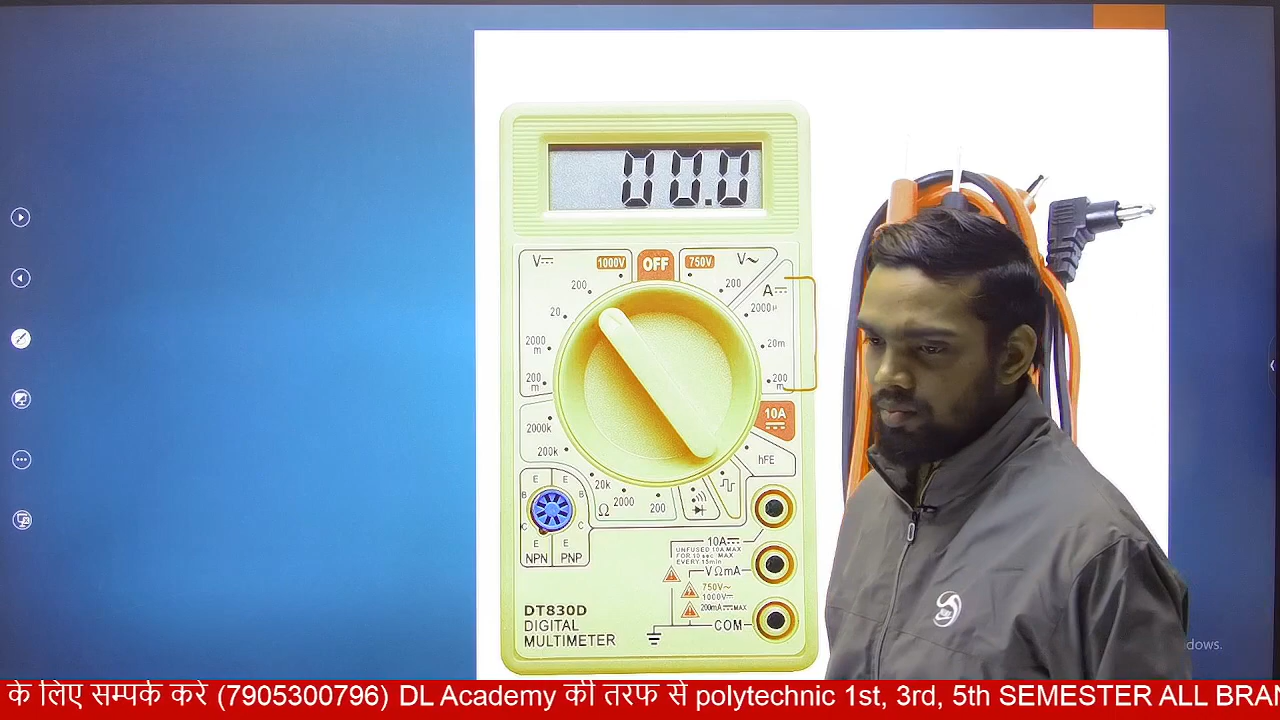 00.0
V⎓ 1000V OFF 750V V~
200 200 A⎓
20 2000µ
2000m 20m
200m 200m
2000k 10A⎓
200k hFE
20k
Ω 2000 200
E E
B B
C C
E E
NPN PNP
10A⎓
UNFUSED 10A MAX
FOR 10 sec MAX
EVERY 15min
VΩmA
750V~
1000V⎓
200mA⎓MAX
COM
DT830D
DIGITAL
MULTIMETER
dows.
के लिए सम्पर्क करे (7905300796) DL Academy की तरफ से polytechnic 1st, 3rd, 5th SEMESTER ALL BRAN